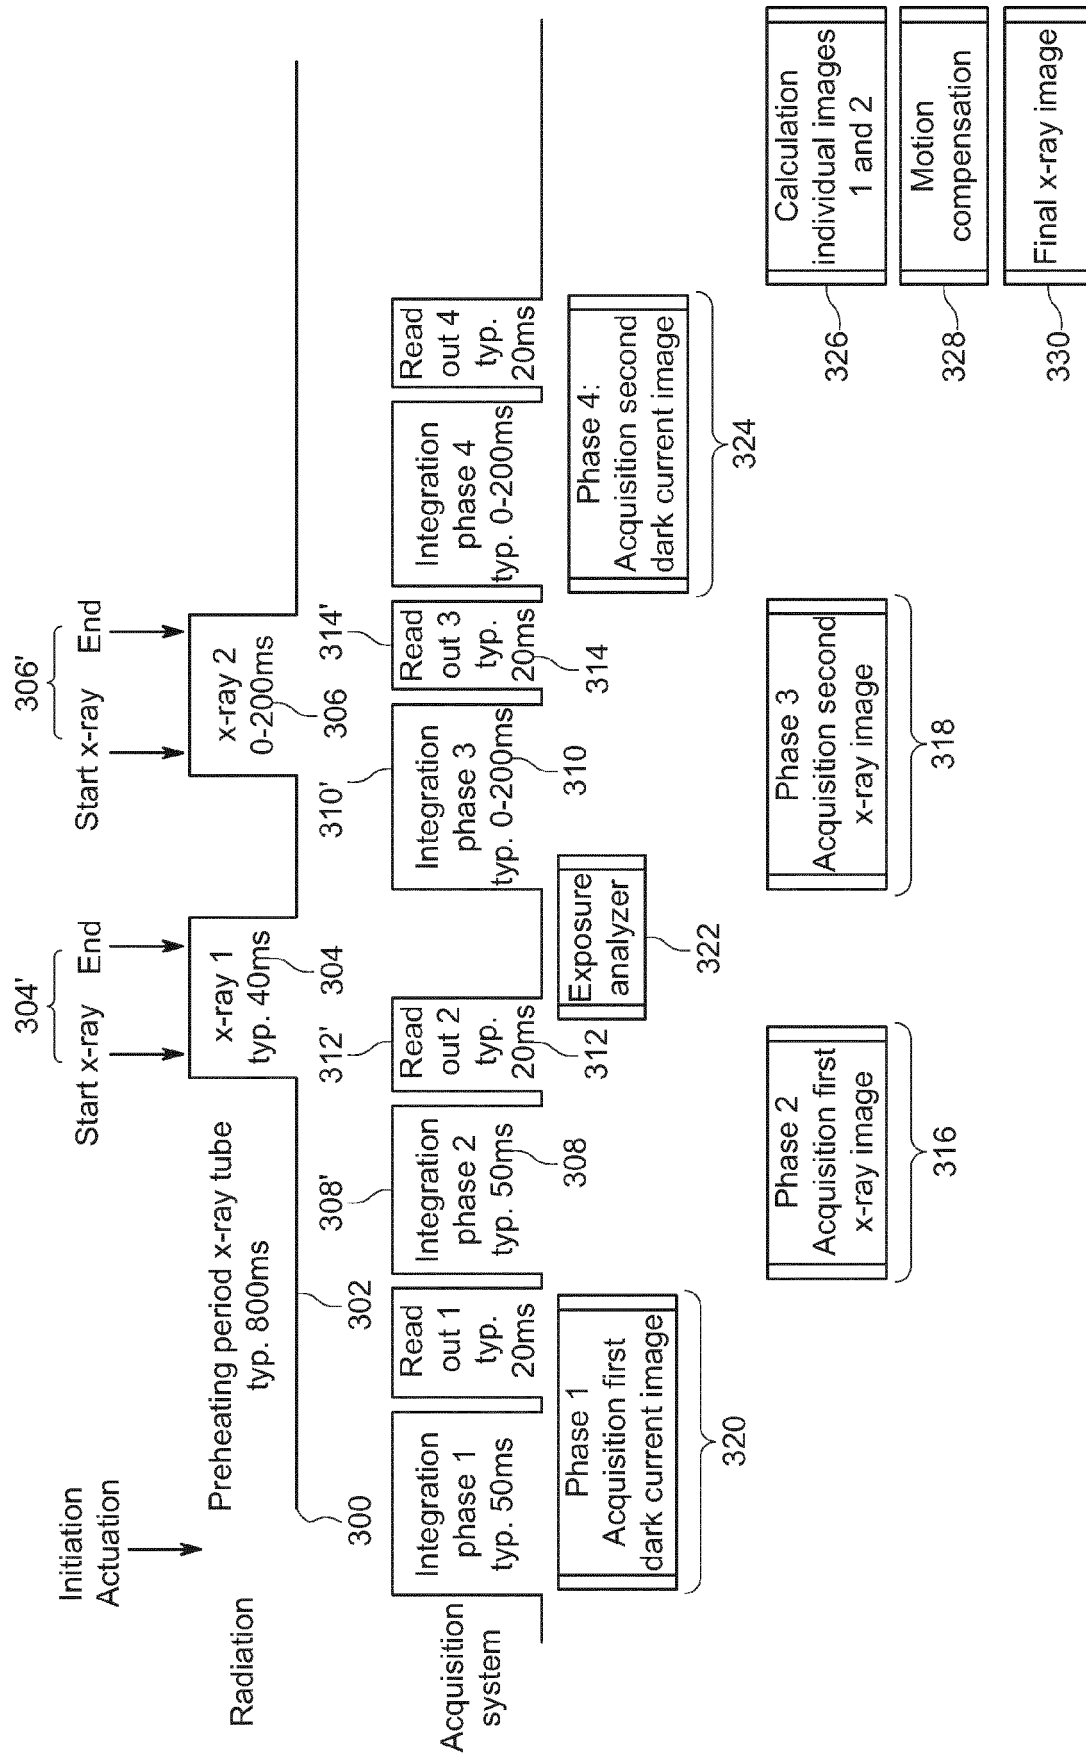 Initiation
Actuation
304'
Start x-ray
End
306'
Start x-ray
End
Radiation
Preheating period x-ray tube
typ. 800ms
x-ray 1
typ. 40ms
x-ray 2
0-200ms
300
302
304
306
308'
312'
310'
314'
Acquisition
system
Integration
phase 1
typ. 50ms
Read
out 1
typ.
20ms
Integration
phase 2
typ. 50ms
Read
out 2
typ.
20ms
Integration
phase 3
typ. 0-200ms
Read
out 3
typ.
20ms
Integration
phase 4
typ. 0-200ms
Read
out 4
typ.
20ms
308
312
310
314
Phase 1
Acquisition first
dark current image
320
Exposure
analyzer
322
Phase 4:
Acquisition second
dark current image
324
Phase 2
Acquisition first
x-ray image
316
Phase 3
Acquisition second
x-ray image
318
Calculation
individual images
1 and 2
326
Motion
compensation
328
Final x-ray image
330